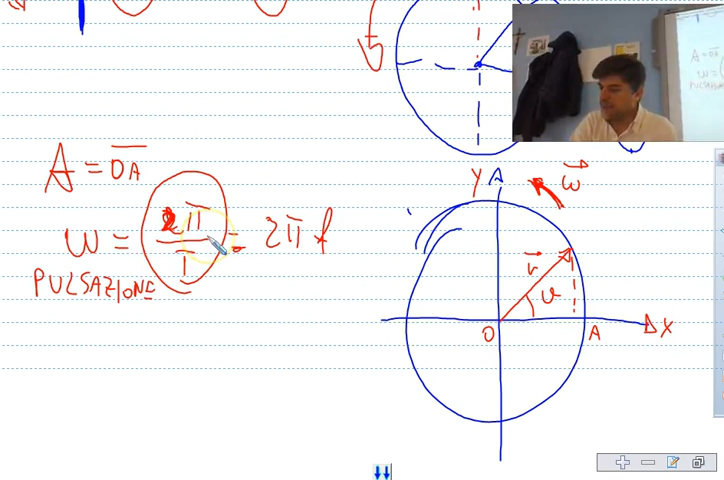 A = OA
ω = 2π/T = 2πf
PULSAZIONE
Y
ω
r
O
A
X